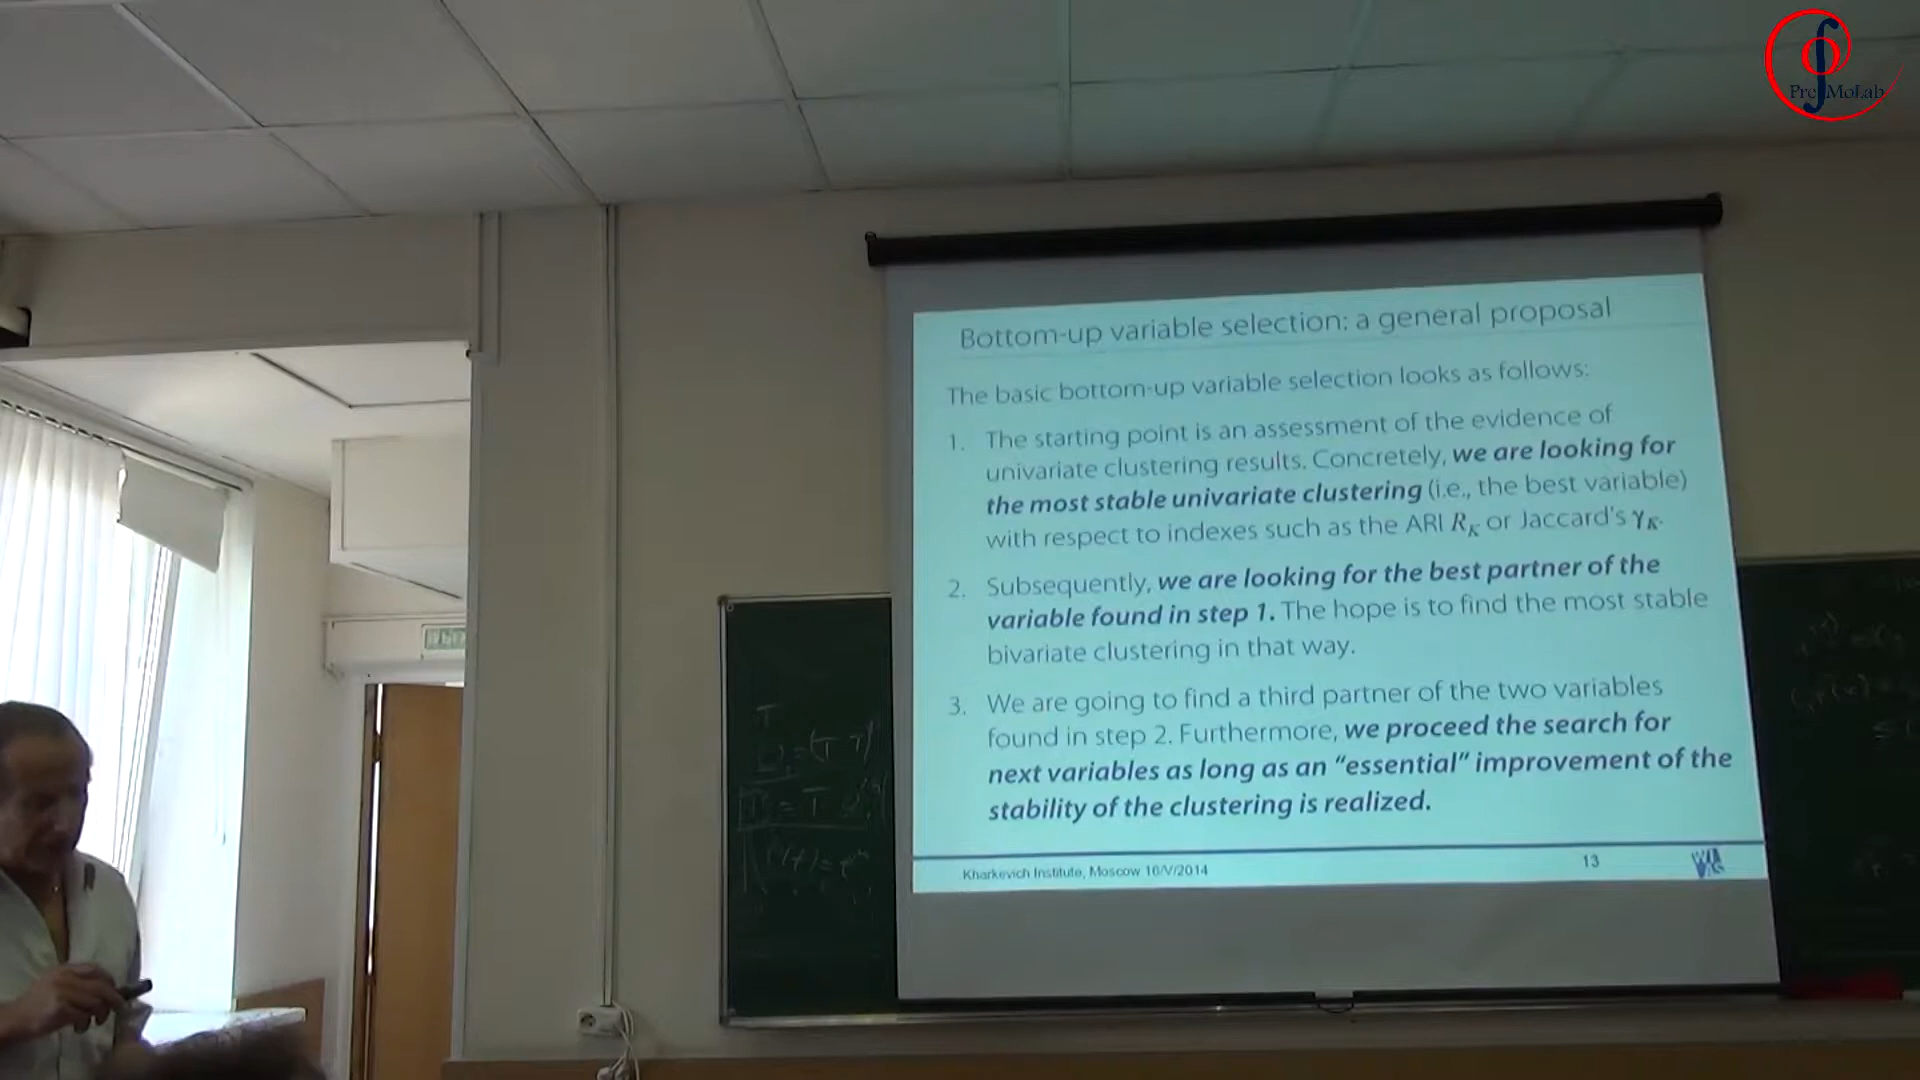 PreMoLab
Bottom-up variable selection: a general proposal
The basic bottom-up variable selection looks as follows:
1. The starting point is an assessment of the evidence of
univariate clustering results. Concretely, we are looking for
the most stable univariate clustering (i.e., the best variable)
with respect to indexes such as the ARI R_K or Jaccard's γ_K.
2. Subsequently, we are looking for the best partner of the
variable found in step 1. The hope is to find the most stable
bivariate clustering in that way.
3. We are going to find a third partner of the two variables
found in step 2. Furthermore, we proceed the search for
next variables as long as an “essential” improvement of the
stability of the clustering is realized.
Kharkevich Institute, Moscow 16/V/2014
13